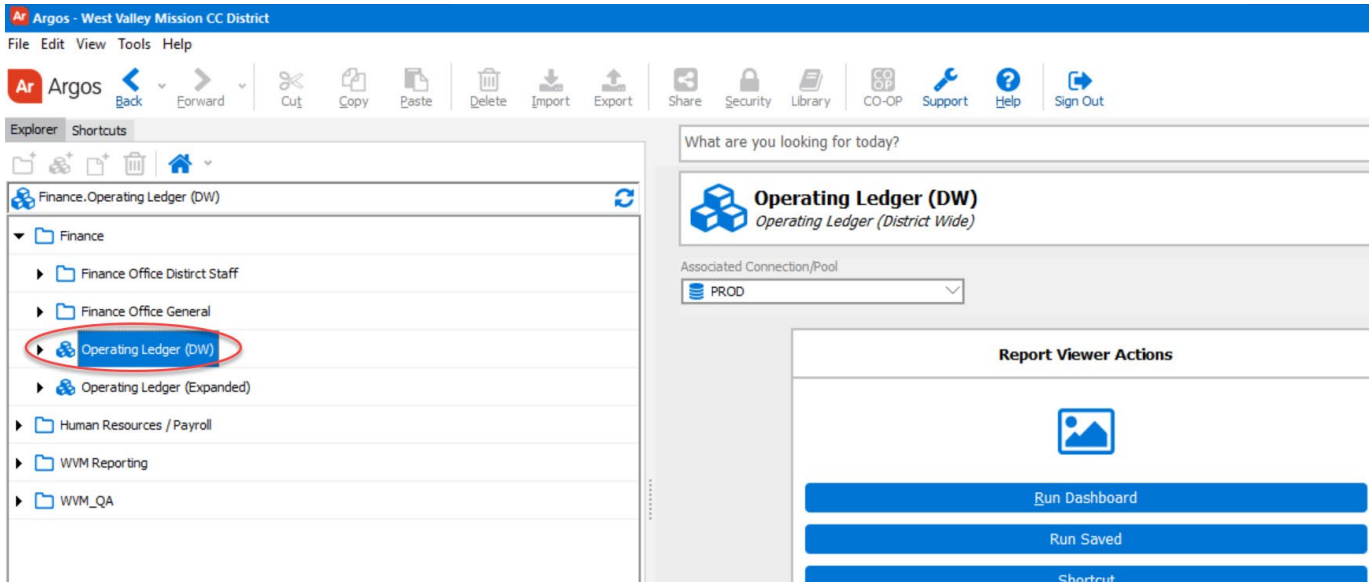 Ar Argos - West Valley Mission CC District
File Edit View Tools Help
Ar Argos Back Forward Cut Copy Paste Delete Import Export Share Security Library CO-OP Support Help Sign Out
Explorer Shortcuts
What are you looking for today?
Finance.Operating Ledger (DW)
Operating Ledger (DW)
Operating Ledger (District Wide)
Finance
Finance Office Distirct Staff
Finance Office General
Operating Ledger (DW)
Operating Ledger (Expanded)
Human Resources / Payroll
WVM Reporting
WVM_QA
Associated Connection/Pool
PROD
Report Viewer Actions
Run Dashboard
Run Saved
Shortcut